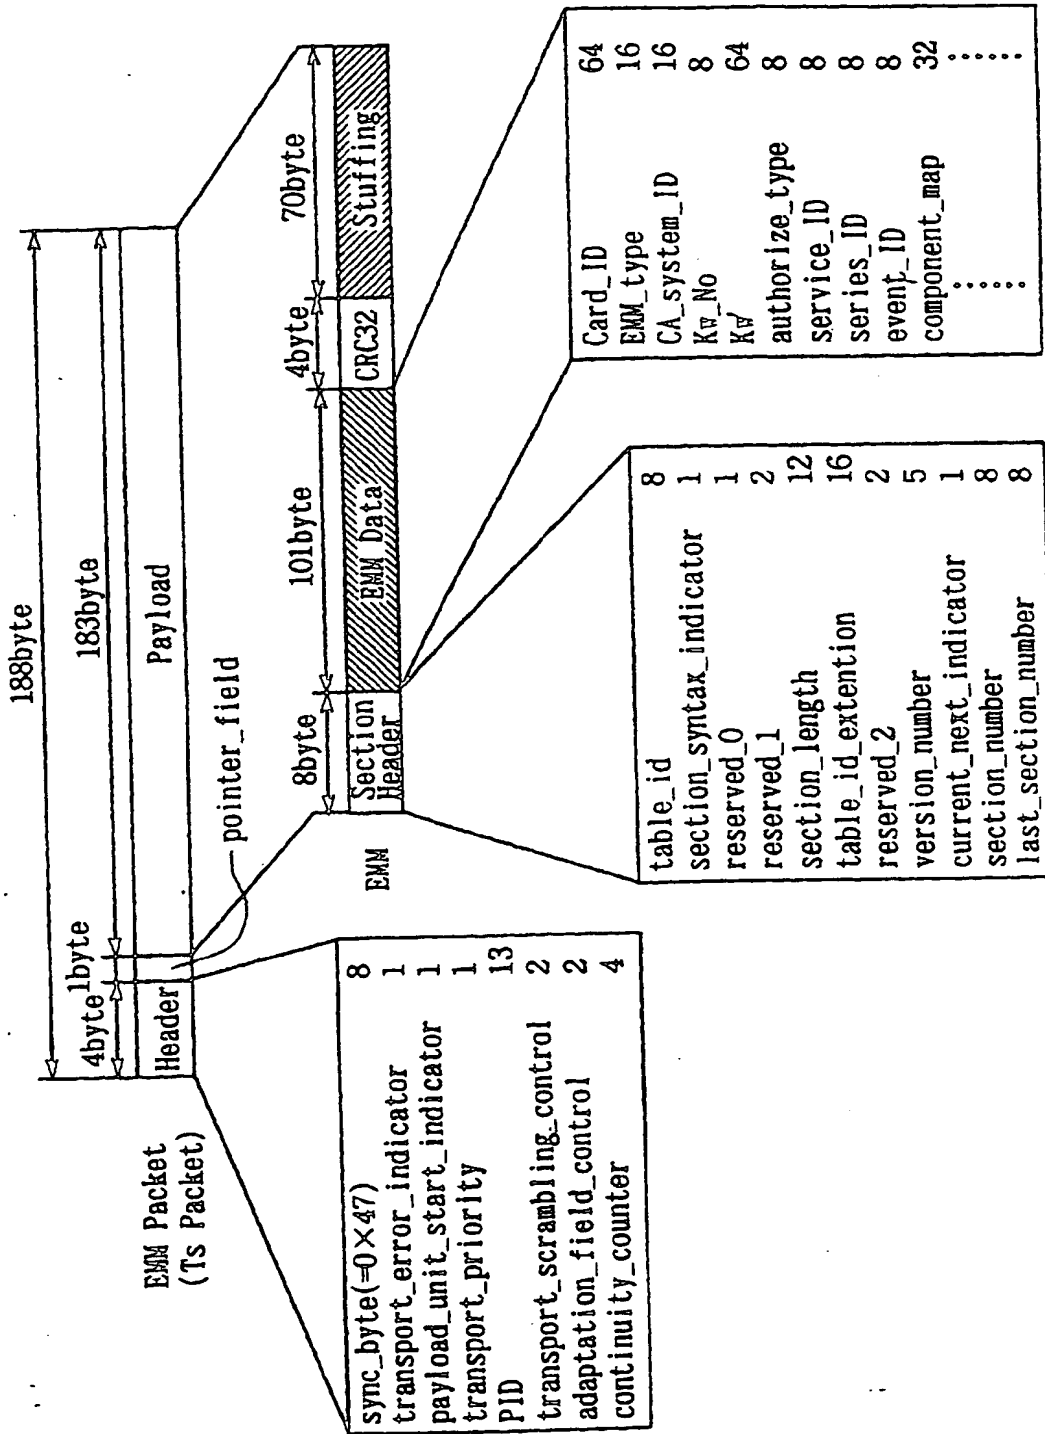 188byte
4byte
1byte
183byte
Header
Payload
pointer_field
EMM Packet
(Ts Packet)
8byte
101byte
4byte
70byte
Section
Header
EMM Data
CRC32
Stuffing
EMM
sync_byte(=0×47) 8
transport_error_indicator 1
payload_unit_start_indicator 1
transport_priority 1
PID 13
transport_scrambling_control 2
adaptation_field_control 2
continuity_counter 4
table_id 8
section_syntax_indicator 1
reserved_0 1
reserved_1 2
section_length 12
table_id_extention 16
reserved_2 2
version_number 5
current_next_indicator 1
section_number 8
last_section_number 8
Card_ID 64
EMM_type 16
CA_system_ID 16
Kw_No 8
Kw 64
authorize_type 8
service_ID 8
series_ID 8
event_ID 8
component_map 32